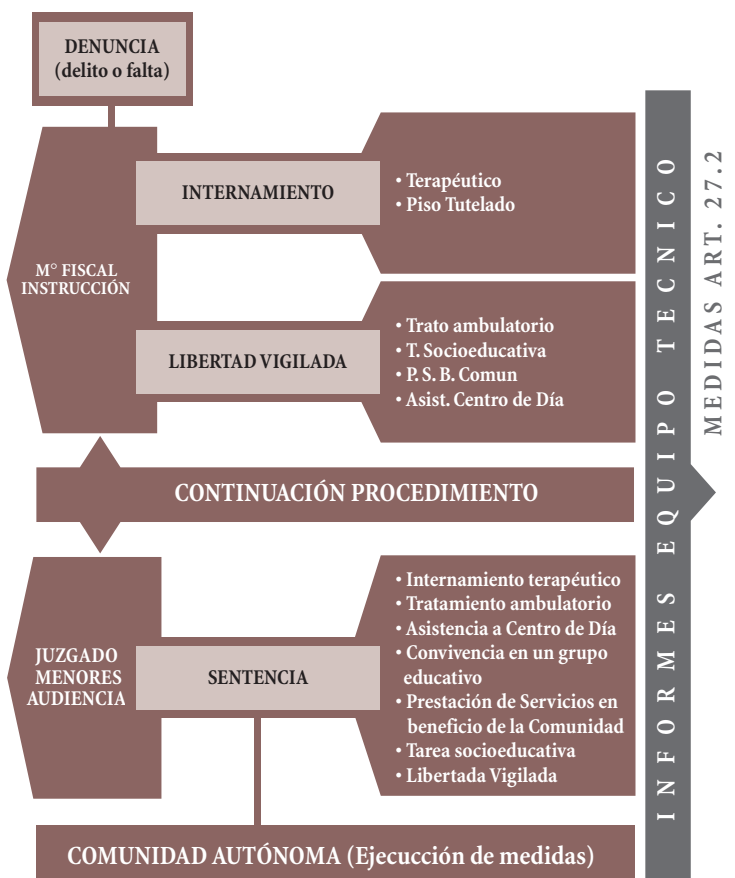 DENUNCIA
(delito o falta)
M° FISCAL
INSTRUCCIÓN
INTERNAMIENTO
• Terapéutico
• Piso Tutelado
LIBERTAD VIGILADA
• Trato ambulatorio
• T. Socioeducativa
• P. S. B. Comun
• Asist. Centro de Día
CONTINUACIÓN PROCEDIMIENTO
JUZGADO
MENORES
AUDIENCIA
SENTENCIA
• Internamiento terapéutico
• Tratamiento ambulatorio
• Asistencia a Centro de Día
• Convivencia en un grupo
educativo
• Prestación de Servicios en
beneficio de la Comunidad
• Tarea socioeducativa
• Libertada Vigilada
COMUNIDAD AUTÓNOMA (Ejecución de medidas)
INFORMES EQUIPO TECNICO
MEDIDAS ART. 27.2